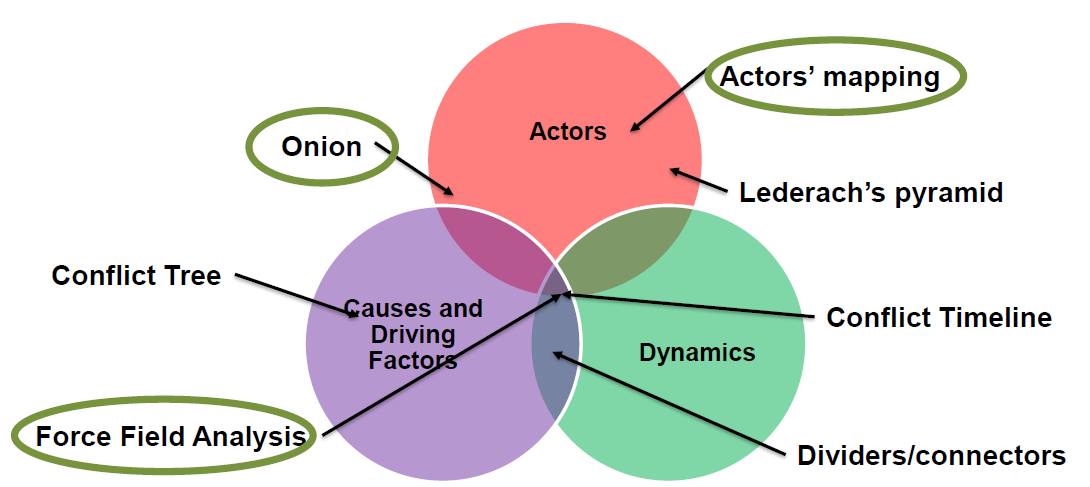 Actors' mapping
Actors
Onion
Lederach's pyramid
Conflict Tree
Causes and
Driving
Factors
Conflict Timeline
Dynamics
Force Field Analysis
Dividers/connectors